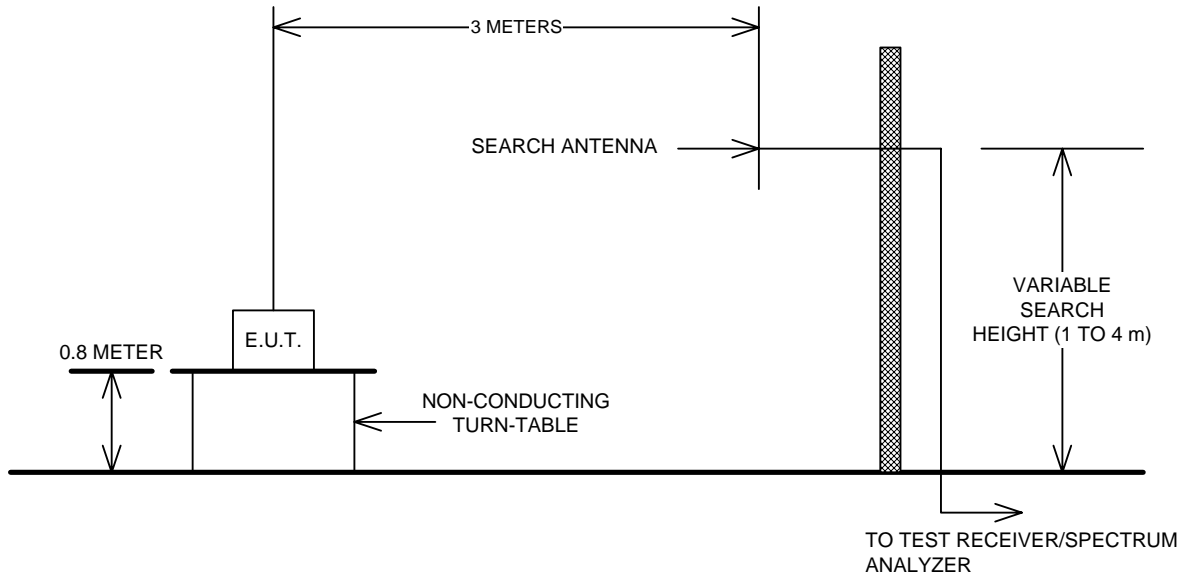 3 METERS
SEARCH ANTENNA
VARIABLE
SEARCH
HEIGHT (1 TO 4 m)
E.U.T.
0.8 METER
NON-CONDUCTING
TURN-TABLE
TO TEST RECEIVER/SPECTRUM
ANALYZER